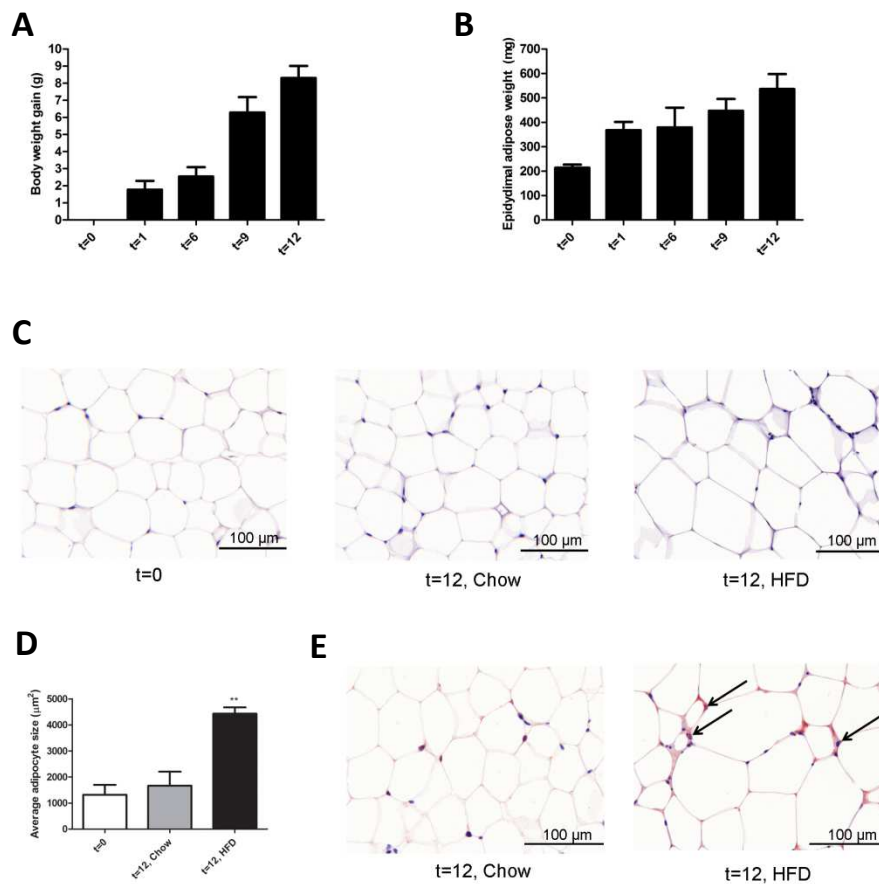 A
B
Body weight gain (g)
10
9
8
7
6
5
4
3
2
1
0
t=0
t=1
t=6
t=9
t=12
Epidydimal adipose weight (mg)
700
600
500
400
300
200
100
0
t=0
t=1
t=6
t=9
t=12
C
100 µm
100 µm
100 µm
t=0
t=12, Chow
t=12, HFD
D
E
Average adipocyte size (µm²)
5000
4000
3000
2000
1000
0
**
t=0
t=12, Chow
t=12, HFD
100 µm
100 µm
t=12, Chow
t=12, HFD